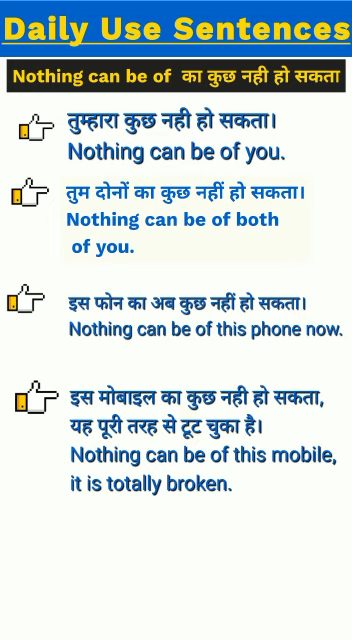 Daily Use Sentences
Nothing can be of का कुछ नही हो सकता
तुम्हारा कुछ नही हो सकता।
Nothing can be of you.
तुम दोनों का कुछ नहीं हो सकता।
Nothing can be of both
of you.
इस फोन का अब कुछ नहीं हो सकता।
Nothing can be of this phone now.
इस मोबाइल का कुछ नही हो सकता,
यह पूरी तरह से टूट चुका है।
Nothing can be of this mobile,
it is totally broken.